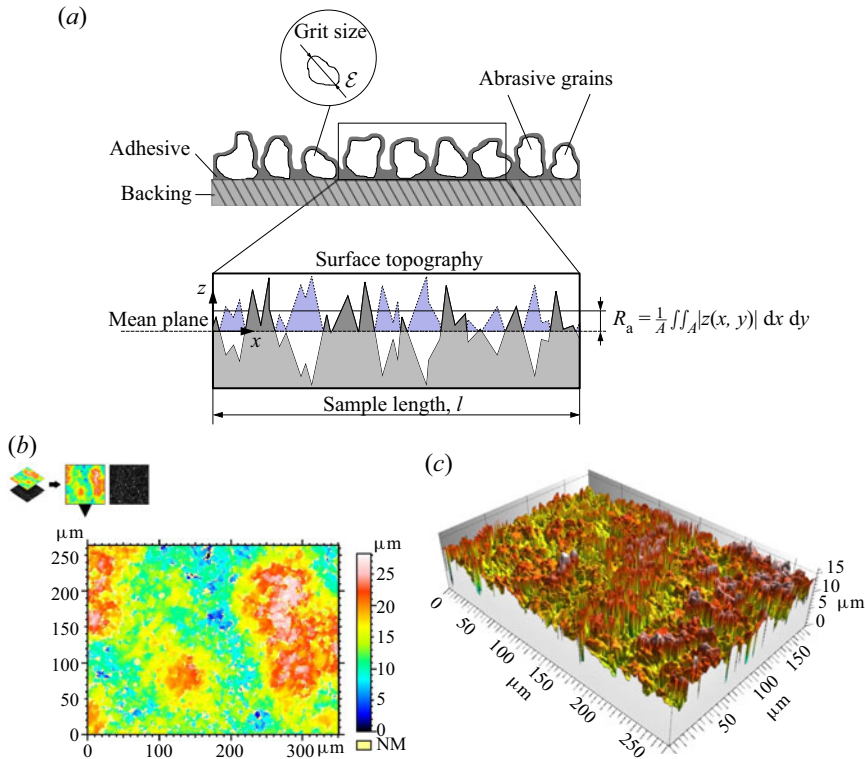 (a)
Grit size
ℰ
Abrasive grains
Adhesive
Backing
Surface topography
z
Mean plane
x
R_a = 1/A ∬_A |z(x, y)| dx dy
Sample length, l
(b)
(c)
μm
250
200
150
100
50
0
0 100 200 300 μm
μm
25
20
15
10
5
0
NM
15
10
5
0
μm
0
50
100
150
200
250
μm
50
100
150
μm